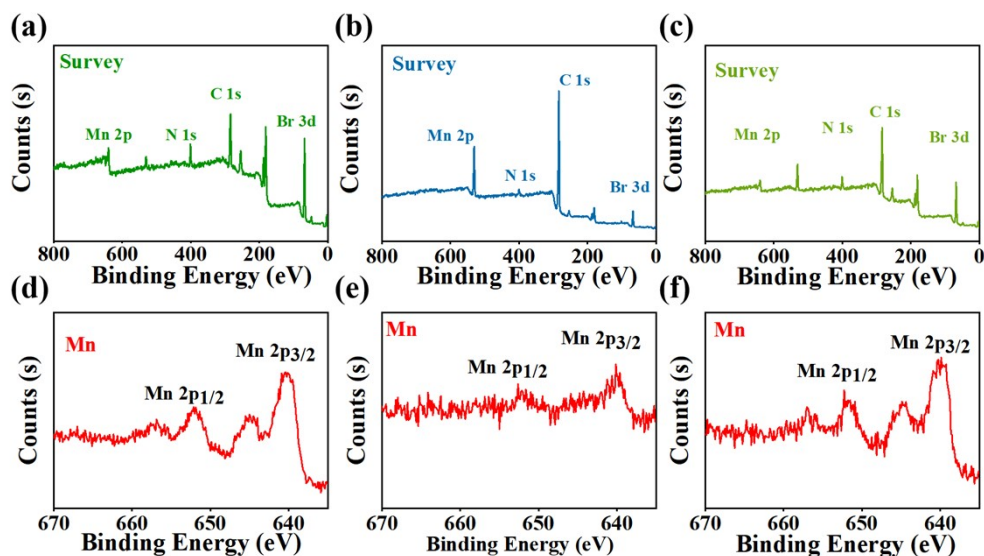 (a)
Survey
Mn 2p
N 1s
C 1s
Br 3d
Counts (s)
800 600 400 200 0
Binding Energy (eV)
(b)
Survey
Mn 2p
N 1s
C 1s
Br 3d
Counts (s)
800 600 400 200 0
Binding Energy (eV)
(c)
Survey
Mn 2p
N 1s
C 1s
Br 3d
Counts (s)
800 600 400 200 0
Binding Energy (eV)
(d)
Mn
Mn 2p1/2
Mn 2p3/2
Counts (s)
670 660 650 640
Binding Energy (eV)
(e)
Mn
Mn 2p1/2
Mn 2p3/2
Counts (s)
670 660 650 640
Binding Energy (eV)
(f)
Mn
Mn 2p1/2
Mn 2p3/2
Counts (s)
670 660 650 640
Binding Energy (eV)